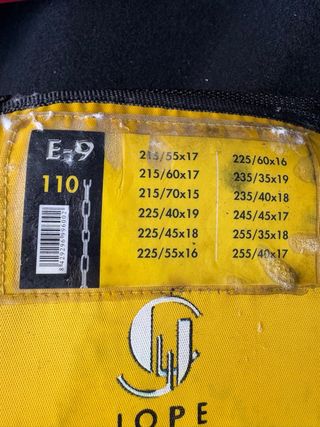 E-9
110
8429296996002
215/55x17
215/60x17
215/70x15
225/40x19
225/45x18
225/55x16
225/60x16
235/35x19
235/40x18
245/45x17
255/35x18
255/40x17
JOPE